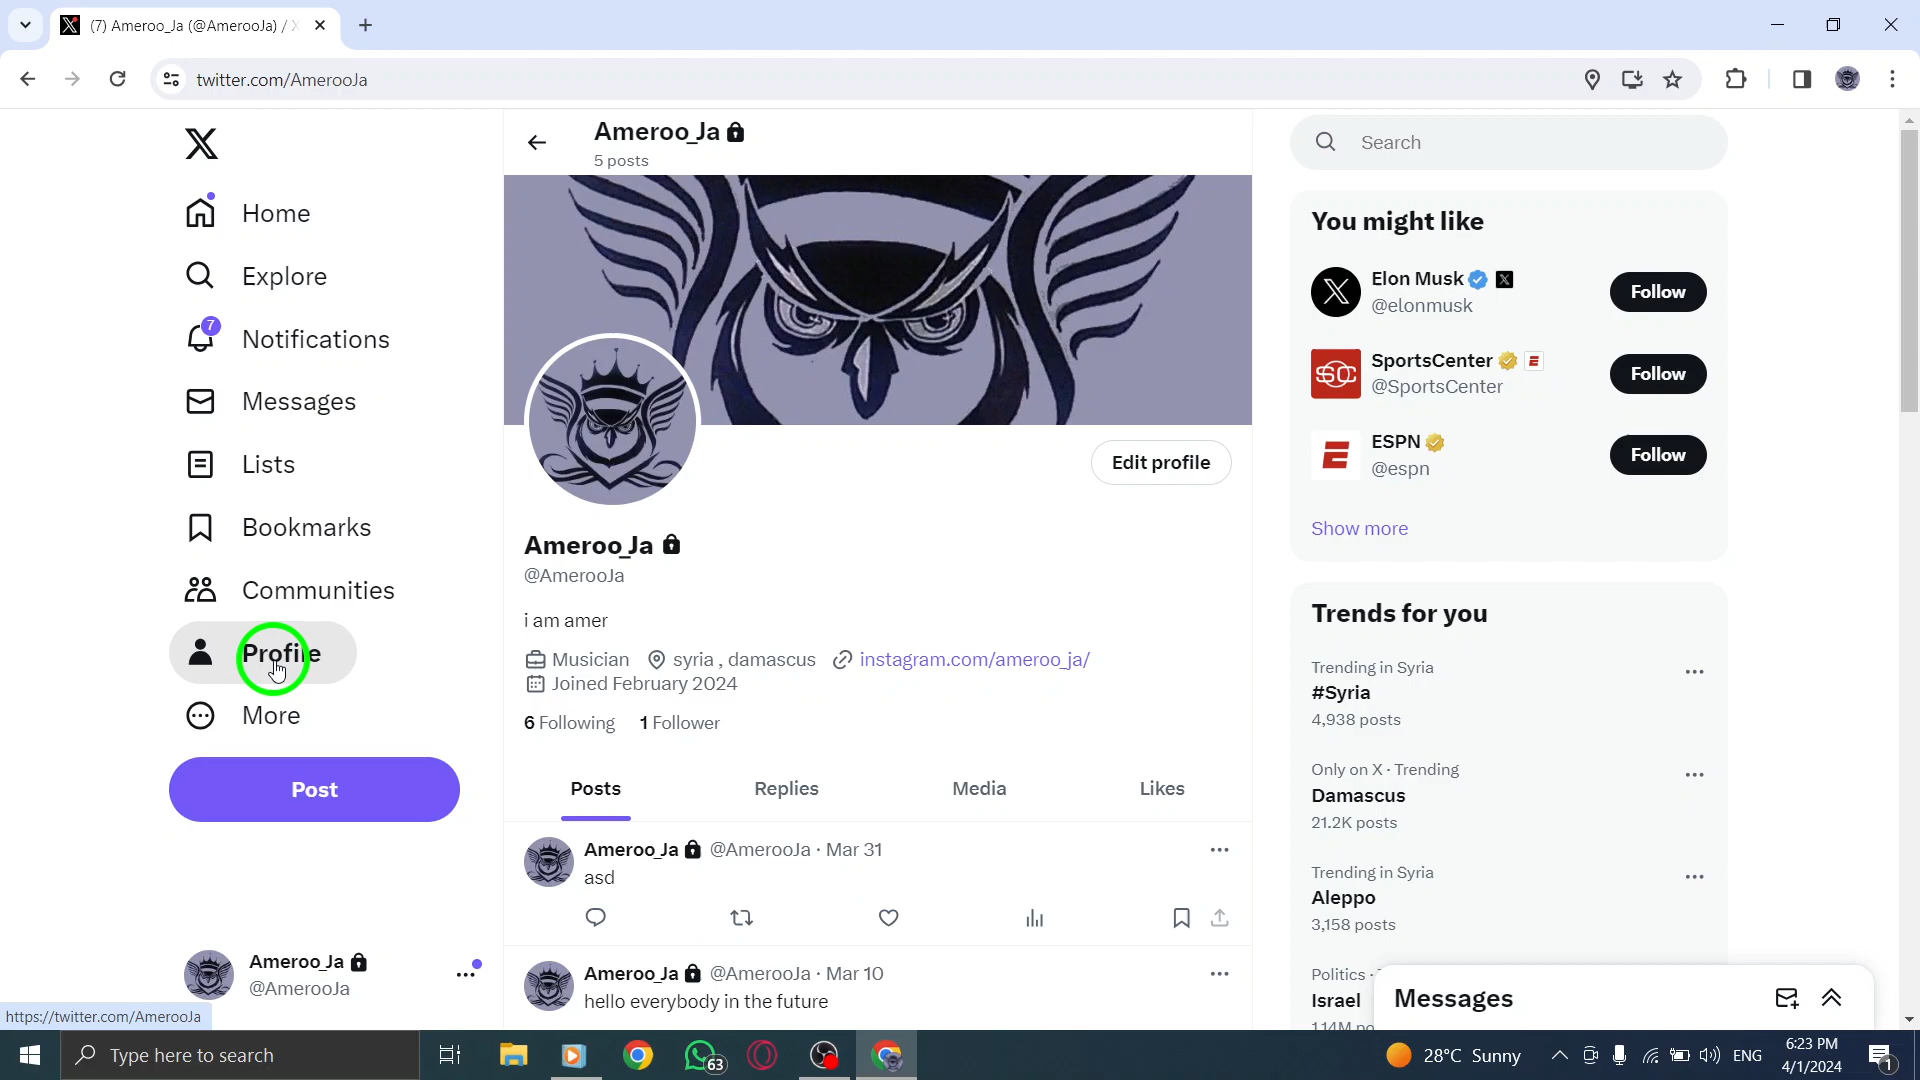 (7) Ameroo_Ja (@AmerooJa) /
twitter.com/AmerooJa
Home
Explore
7
Notifications
Messages
Lists
Bookmarks
Communities
Profile
More
Post
Ameroo_Ja
@AmerooJa
https://twitter.com/AmerooJa
Ameroo_Ja
5 posts
Edit profile
Ameroo_Ja
@AmerooJa
i am amer
Musician syria , damascus instagram.com/ameroo_ja/
Joined February 2024
6 Following 1 Follower
Posts Replies Media Likes
Ameroo_Ja @AmerooJa · Mar 31
asd
Ameroo_Ja @AmerooJa · Mar 10
hello everybody in the future
Search
You might like
Elon Musk
@elonmusk
Follow
SportsCenter
@SportsCenter
Follow
ESPN
@espn
Follow
Show more
Trends for you
Trending in Syria
#Syria
4,938 posts
Only on X · Trending
Damascus
21.2K posts
Trending in Syria
Aleppo
3,158 posts
Politics ·
Israel
Messages
Type here to search
63
28°C Sunny
ENG
6:23 PM
4/1/2024
1